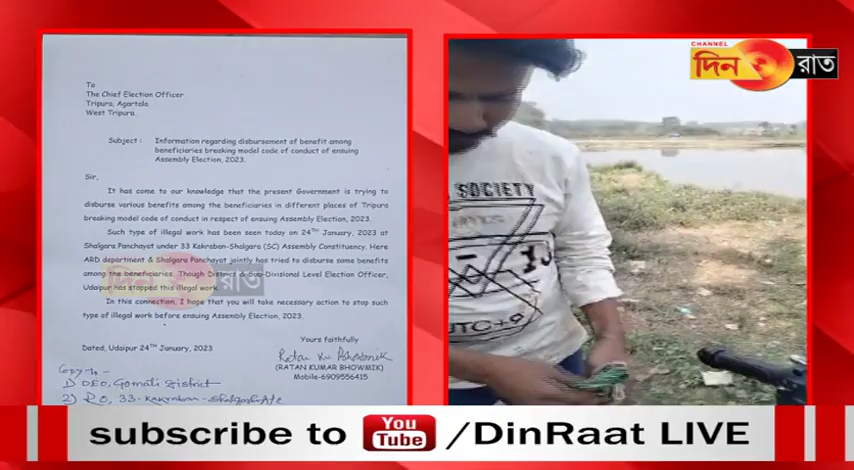 To
The Chief Election Officer
Tripura, Agartala
West Tripura.
Subject : Information regarding disbursement of benefit among
beneficiaries breaking model code of conduct of ensuing
Assembly Election, 2023.
Sir,
It has come to our knowledge that the present Government is trying to
disburse various benefits among the beneficiaries in different places of Tripura
breaking model code of conduct in respect of ensuing Assembly Election, 2023.
Such type of illegal work has been seen today on 24TH January, 2023 at
Shalgara Panchayat under 33 Kakraban-Shalgara (SC) Assembly Constituency. Here
ARD department & Shalgara Panchayat jointly has tried to disburse some benefits
among the beneficiaries. Though Sub-Divisional Level Election Officer,
Udaipur has stopped this illegal work.
In this connection, I hope that you will take necessary action to stop such
type of illegal work before ensuing Assembly Election, 2023.
Yours faithfully
Ratan Kr Bhowmik
(RATAN KUMAR BHOWMIK)
Mobile-6909556415
Dated, Udaipur 24TH January, 2023
Copy to -
1) DEO, Gomati District
2) RO, 33-Kakraban-
দিন রাত
CHANNEL
দিন রাত
SOCIETY
UTC+9
subscribe to You Tube /DinRaat LIVE